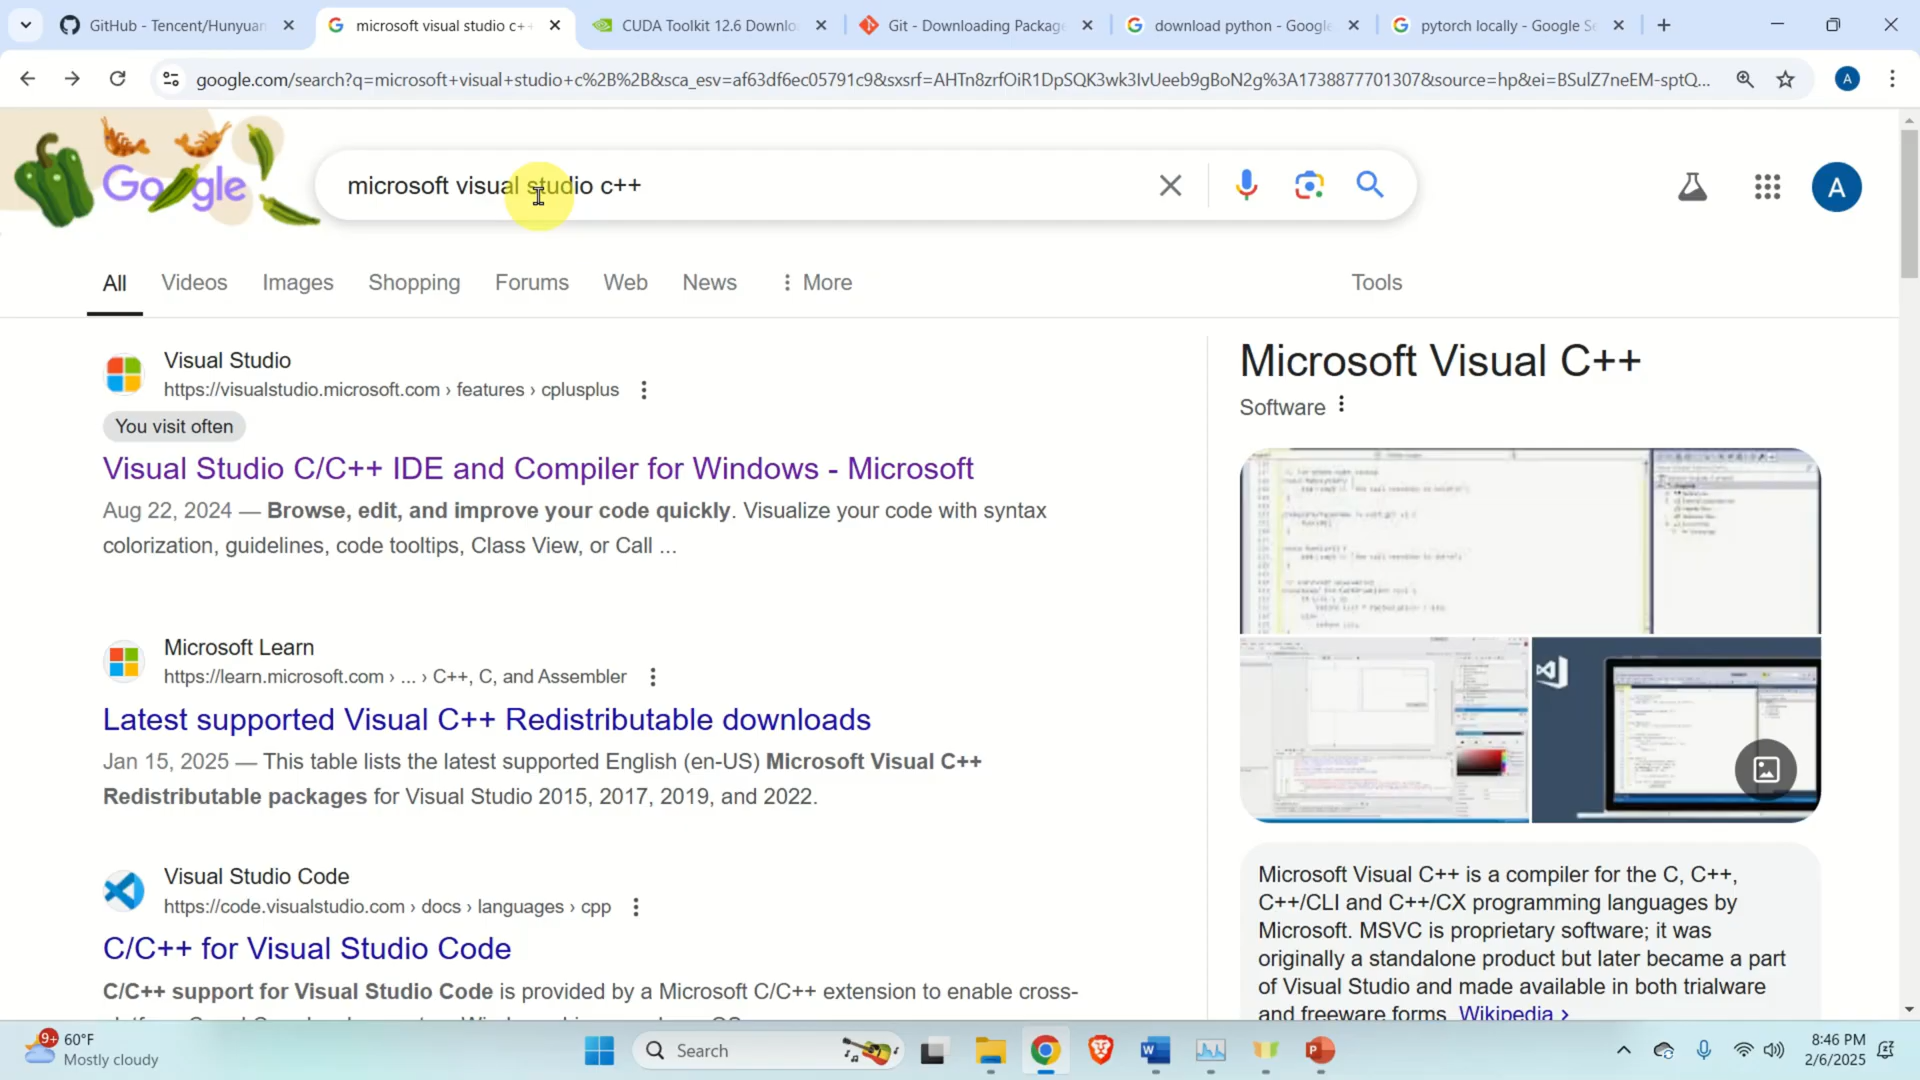 GitHub - Tencent/Hunyuan
microsoft visual studio c++
CUDA Toolkit 12.6 Downlo
Git - Downloading Package
download python - Google
pytorch locally - Google Se
google.com/search?q=microsoft+visual+studio+c%2B%2B&sca_esv=af63df6ec05791c9&sxsrf=AHTn8zrfOiR1DpSQK3wk3IvUeeb9gBoN2g%3A1738877701307&source=hp&ei=BSulZ7neEM-sptQ...
A
Google
microsoft visual studio c++
A
All
Videos
Images
Shopping
Forums
Web
News
More
Tools
Visual Studio
https://visualstudio.microsoft.com › features › cplusplus
You visit often
Visual Studio C/C++ IDE and Compiler for Windows - Microsoft
Aug 22, 2024 — Browse, edit, and improve your code quickly. Visualize your code with syntax
colorization, guidelines, code tooltips, Class View, or Call ...
Microsoft Learn
https://learn.microsoft.com › ... › C++, C, and Assembler
Latest supported Visual C++ Redistributable downloads
Jan 15, 2025 — This table lists the latest supported English (en-US) Microsoft Visual C++
Redistributable packages for Visual Studio 2015, 2017, 2019, and 2022.
Visual Studio Code
https://code.visualstudio.com › docs › languages › cpp
C/C++ for Visual Studio Code
C/C++ support for Visual Studio Code is provided by a Microsoft C/C++ extension to enable cross-
Microsoft Visual C++
Software
Microsoft Visual C++ is a compiler for the C, C++,
C++/CLI and C++/CX programming languages by
Microsoft. MSVC is proprietary software; it was
originally a standalone product but later became a part
of Visual Studio and made available in both trialware
and freeware forms. Wikipedia ›
9+
60°F
Mostly cloudy
Search
8:46 PM
2/6/2025